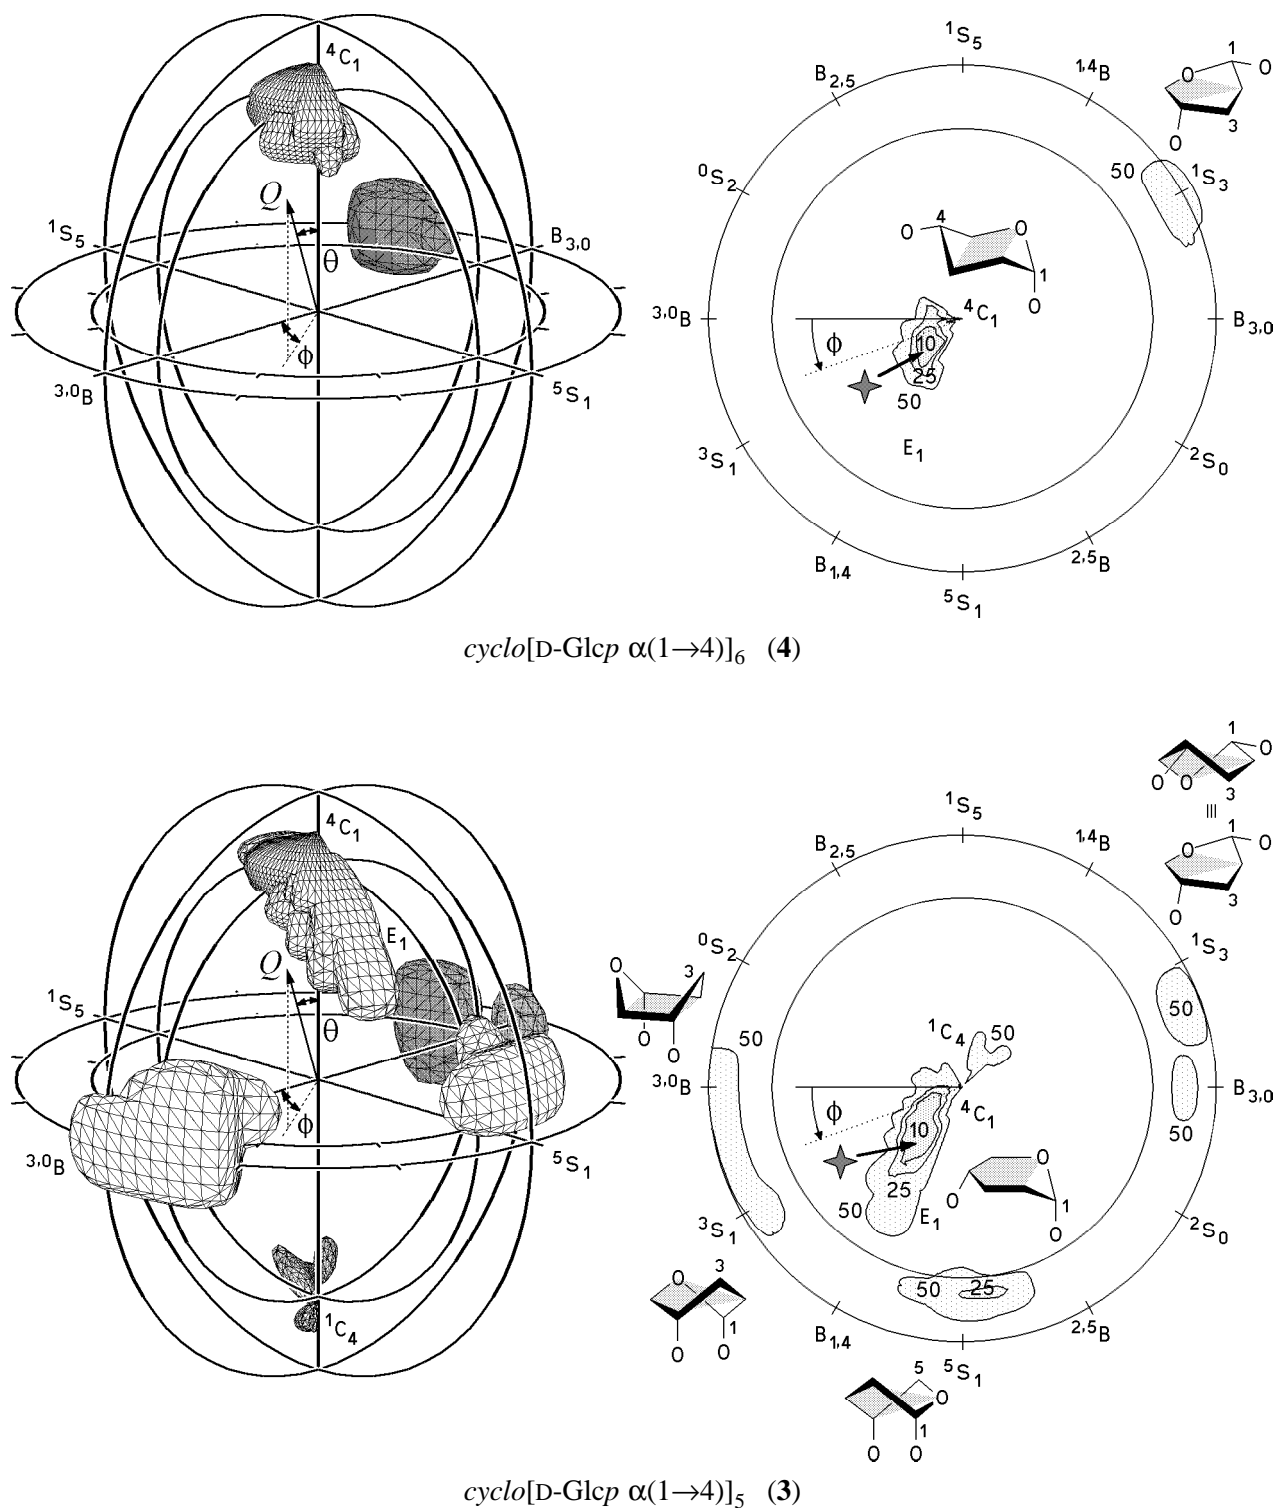 ⁴C₁
Q
θ
ϕ
¹S₅
B₃,₀
³,⁰B
⁵S₁
¹S₅
B₂,₅
¹,⁴B
⁰S₂
¹S₃
50
³,⁰B
B₃,₀
³S₁
²S₀
B₁,₄
²,⁵B
⁵S₁
⁴C₁
ϕ
10
25
50
E₁
O 4 O
1
O
1
O O
3
O
cyclo[D-Glcp α(1→4)]₆ (4)
⁴C₁
E₁
Q
θ
ϕ
¹S₅
³,⁰B
⁵S₁
¹C₄
¹S₅
B₂,₅
¹,⁴B
⁰S₂
¹S₃
50
³,⁰B
B₃,₀
50
50
³S₁
²S₀
B₁,₄
²,⁵B
⁵S₁
¹C₄ 50
⁴C₁
ϕ
10
25
50
E₁
50 25
1
O
O O 3
≡
1
O O
3
O
O 3
O O
O 3
1
O O
5
O
1
O O
O
O 1
O
cyclo[D-Glcp α(1→4)]₅ (3)